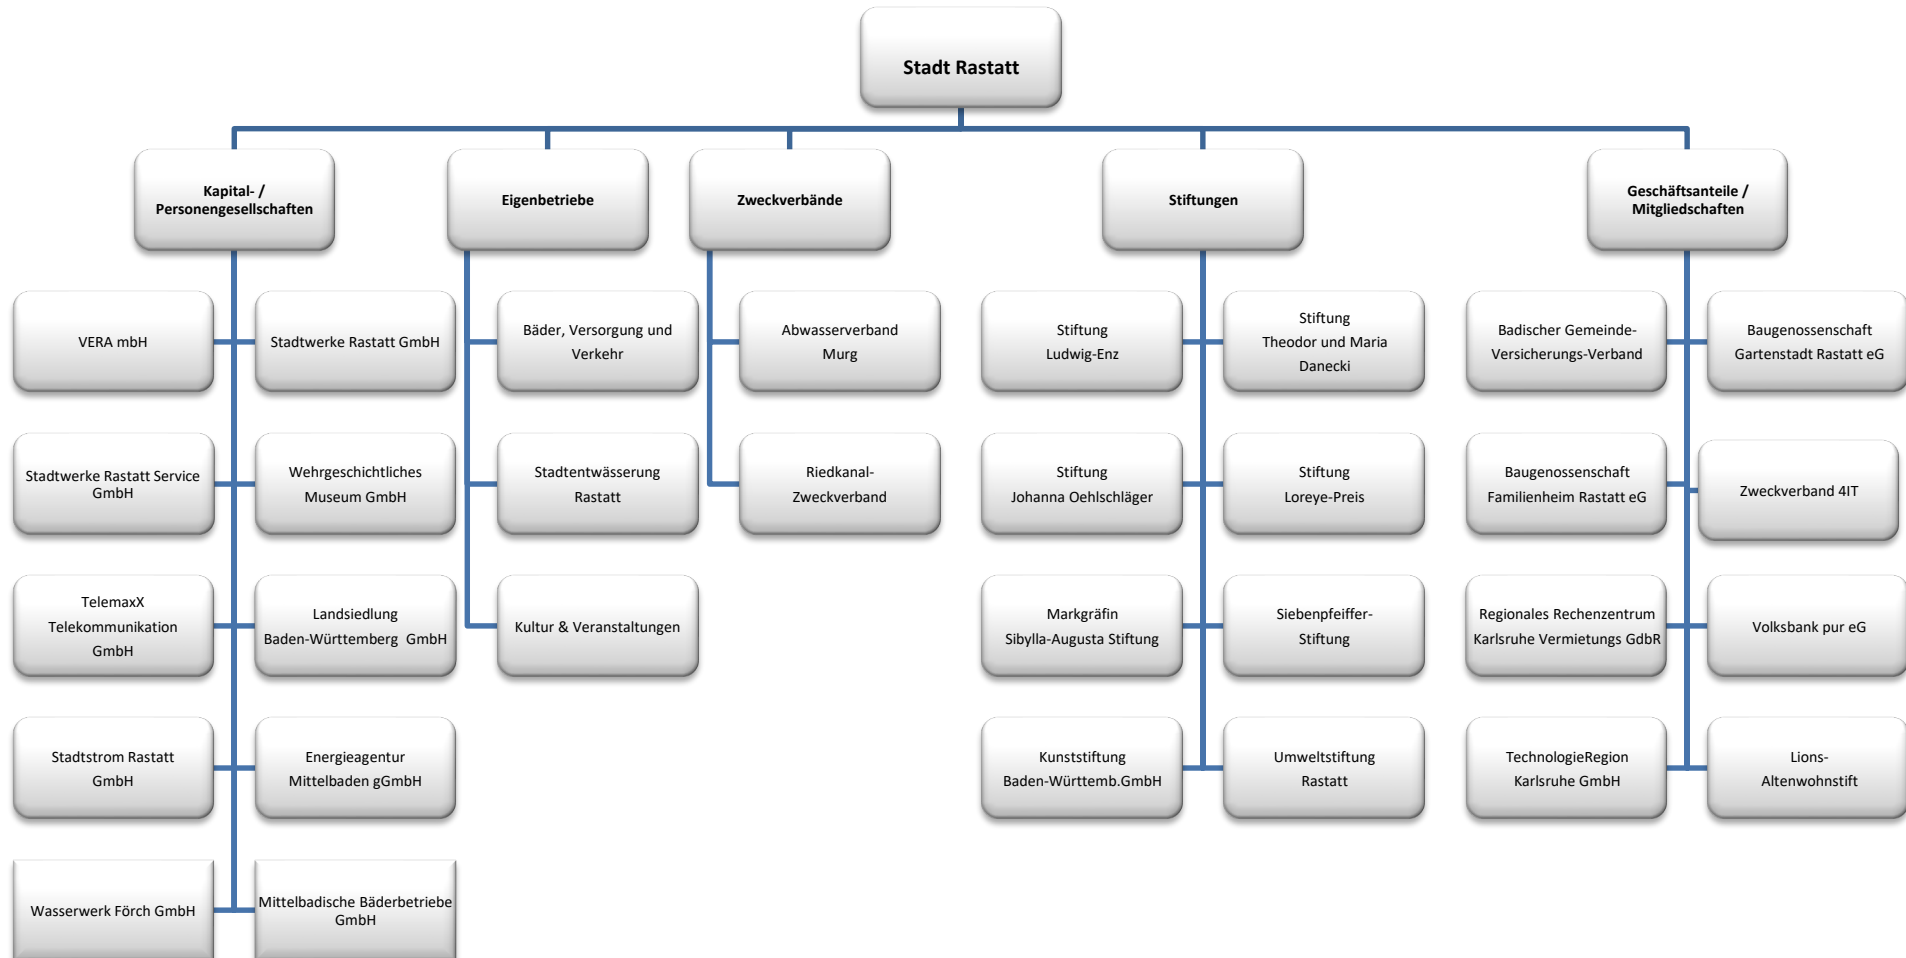 Stadt Rastatt
Kapital- /
Personengesellschaften
Eigenbetriebe
Zweckverbände
Stiftungen
Geschäftsanteile /
Mitgliedschaften
VERA mbH
Stadtwerke Rastatt GmbH
Stadtwerke Rastatt Service
GmbH
Wehrgeschichtliches
Museum GmbH
TelemaxX
Telekommunikation
GmbH
Landsiedlung
Baden-Württemberg GmbH
Stadtstrom Rastatt
GmbH
Energieagentur
Mittelbaden gGmbH
Wasserwerk Förch GmbH
Mittelbadische Bäderbetriebe
GmbH
Bäder, Versorgung und
Verkehr
Stadtentwässerung
Rastatt
Kultur & Veranstaltungen
Abwasserverband
Murg
Riedkanal-
Zweckverband
Stiftung
Ludwig-Enz
Stiftung
Theodor und Maria
Danecki
Stiftung
Johanna Oehlschläger
Stiftung
Loreye-Preis
Markgräfin
Sibylla-Augusta Stiftung
Siebenpfeiffer-
Stiftung
Kunststiftung
Baden-Württemb.GmbH
Umweltstiftung
Rastatt
Badischer Gemeinde-
Versicherungs-Verband
Baugenossenschaft
Gartenstadt Rastatt eG
Baugenossenschaft
Familienheim Rastatt eG
Zweckverband 4IT
Regionales Rechenzentrum
Karlsruhe Vermietungs GdbR
Volksbank pur eG
TechnologieRegion
Karlsruhe GmbH
Lions-
Altenwohnstift